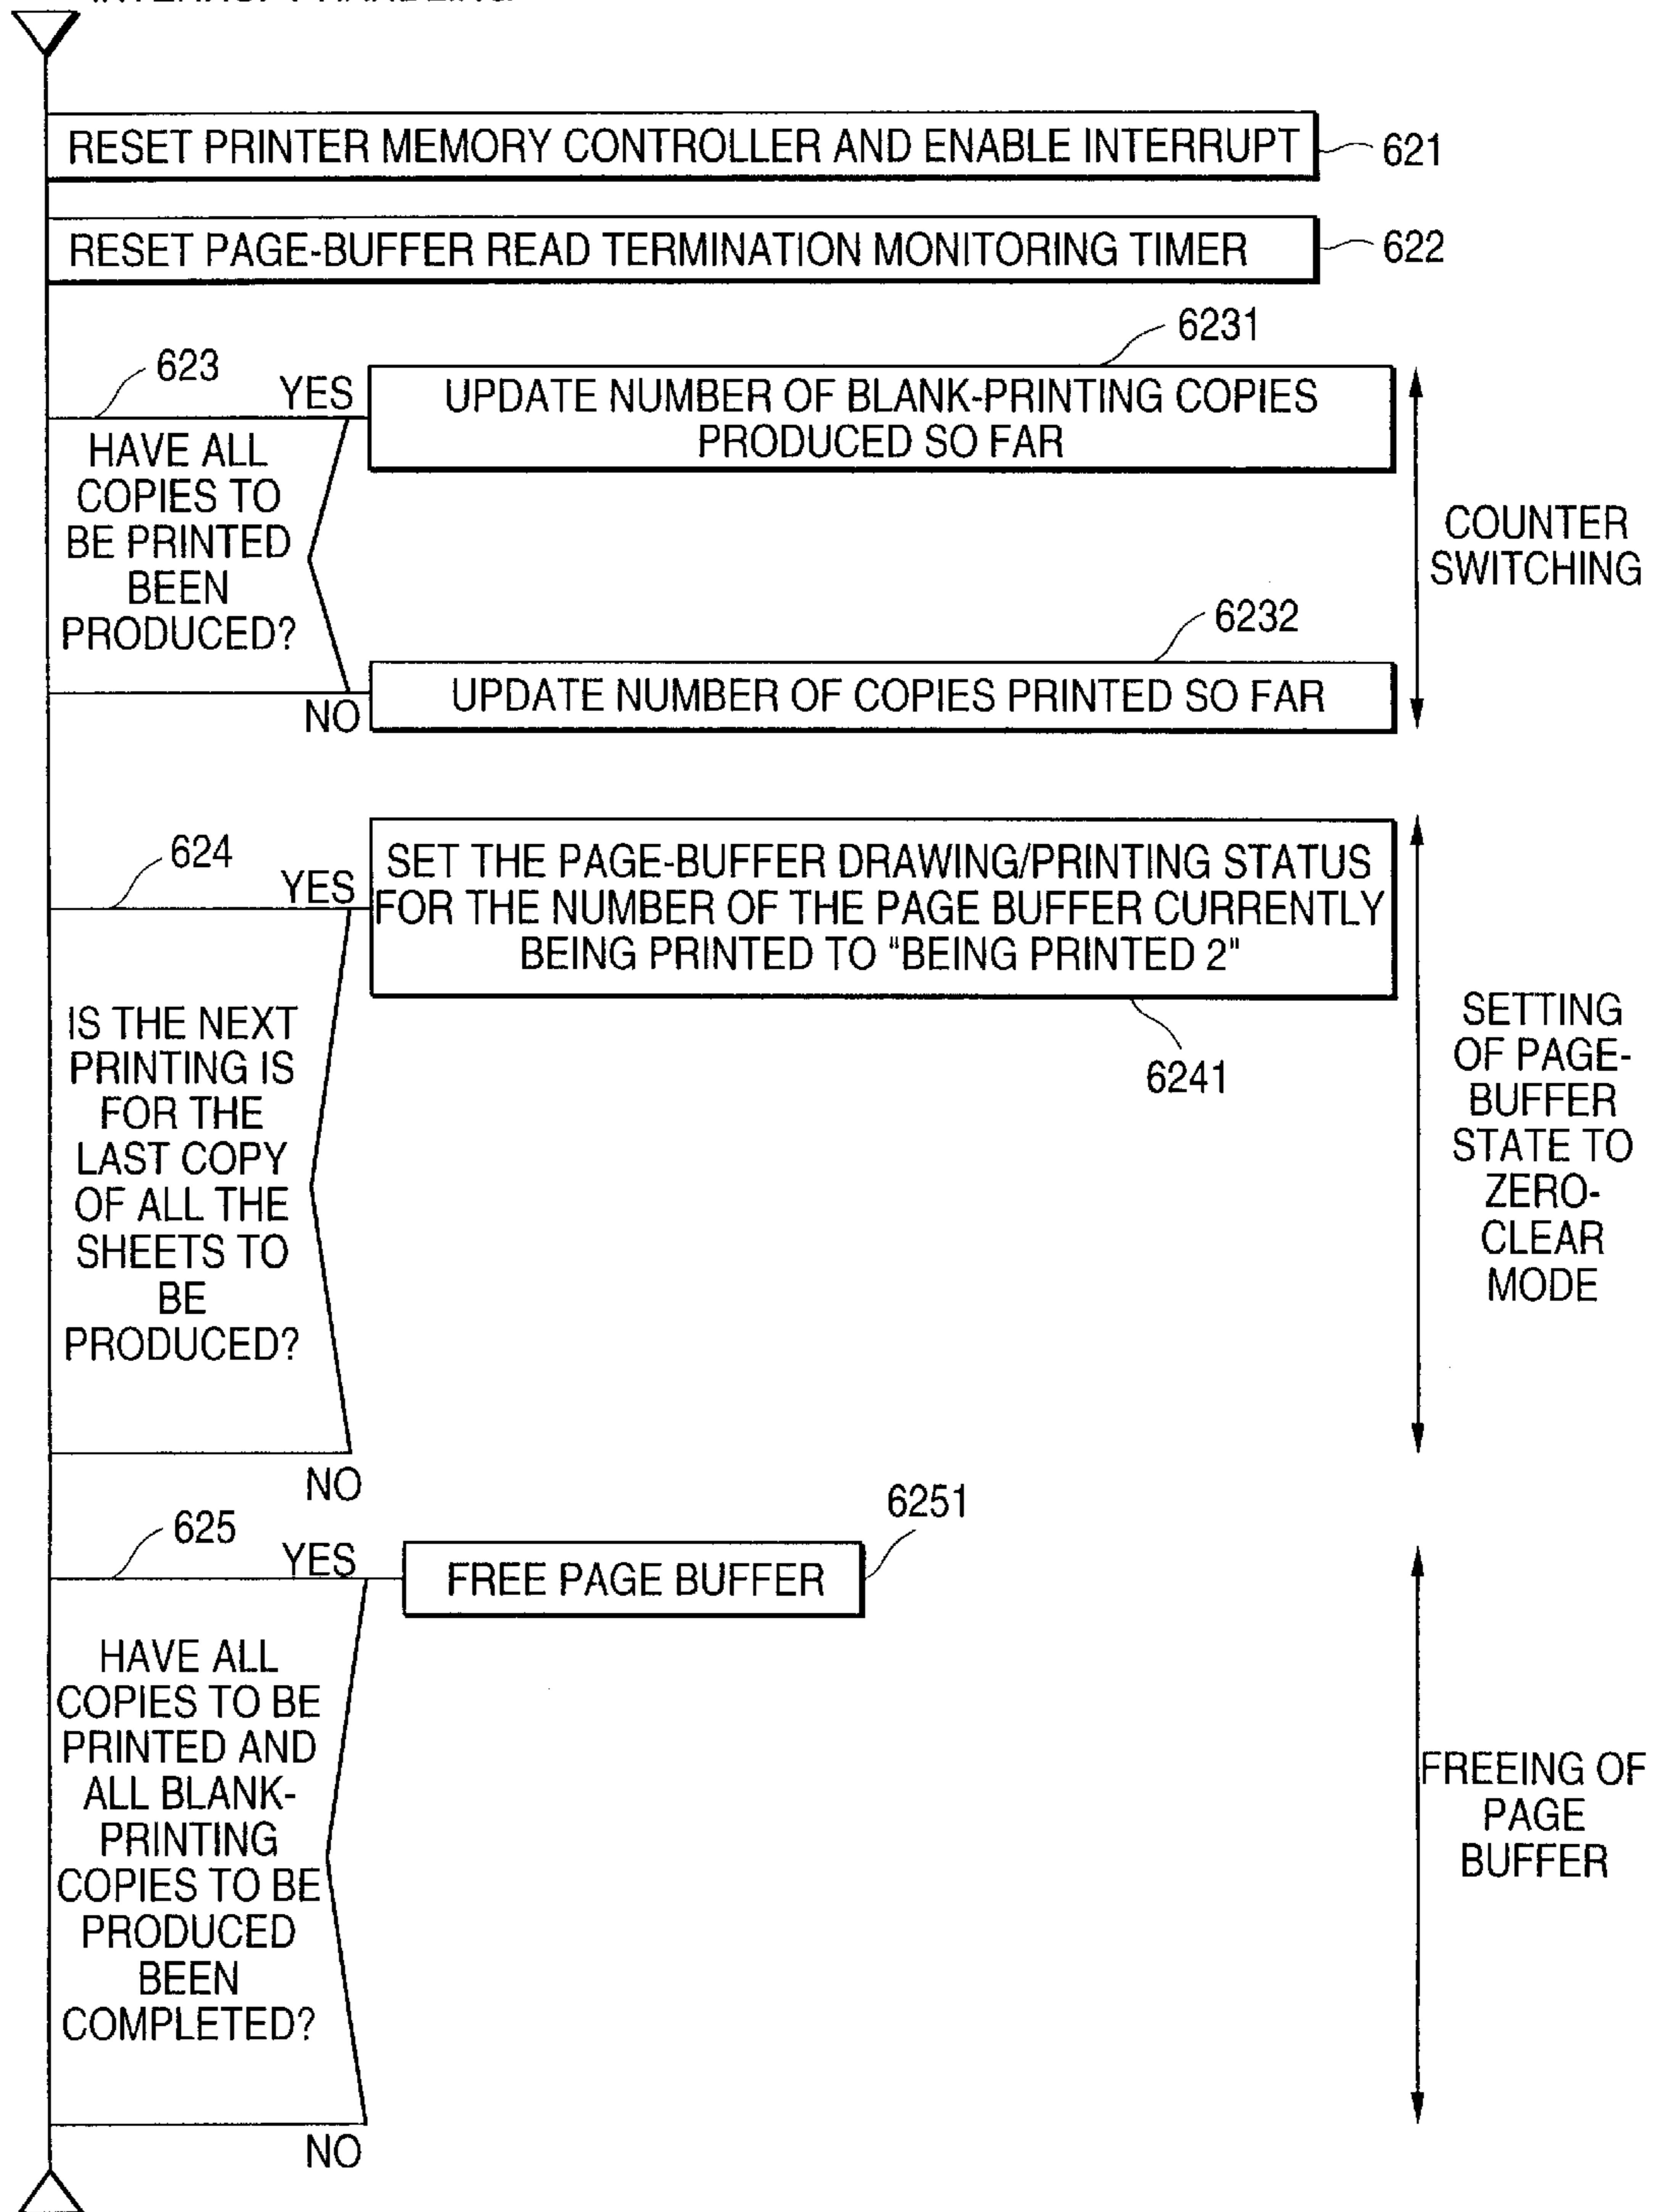 RESET PRINTER MEMORY CONTROLLER AND ENABLE INTERRUPT
621
RESET PAGE-BUFFER READ TERMINATION MONITORING TIMER
622
6231
623
YES
UPDATE NUMBER OF BLANK-PRINTING COPIES
PRODUCED SO FAR
HAVE ALL
COPIES TO
BE PRINTED
BEEN
PRODUCED?
COUNTER
SWITCHING
6232
NO
UPDATE NUMBER OF COPIES PRINTED SO FAR
624
YES
SET THE PAGE-BUFFER DRAWING/PRINTING STATUS
FOR THE NUMBER OF THE PAGE BUFFER CURRENTLY
BEING PRINTED TO "BEING PRINTED 2"
6241
IS THE NEXT
PRINTING IS
FOR THE
LAST COPY
OF ALL THE
SHEETS TO
BE
PRODUCED?
SETTING
OF PAGE-
BUFFER
STATE TO
ZERO-
CLEAR
MODE
NO
6251
625
YES
FREE PAGE BUFFER
HAVE ALL
COPIES TO BE
PRINTED AND
ALL BLANK-
PRINTING
COPIES TO BE
PRODUCED
BEEN
COMPLETED?
FREEING OF
PAGE
BUFFER
NO